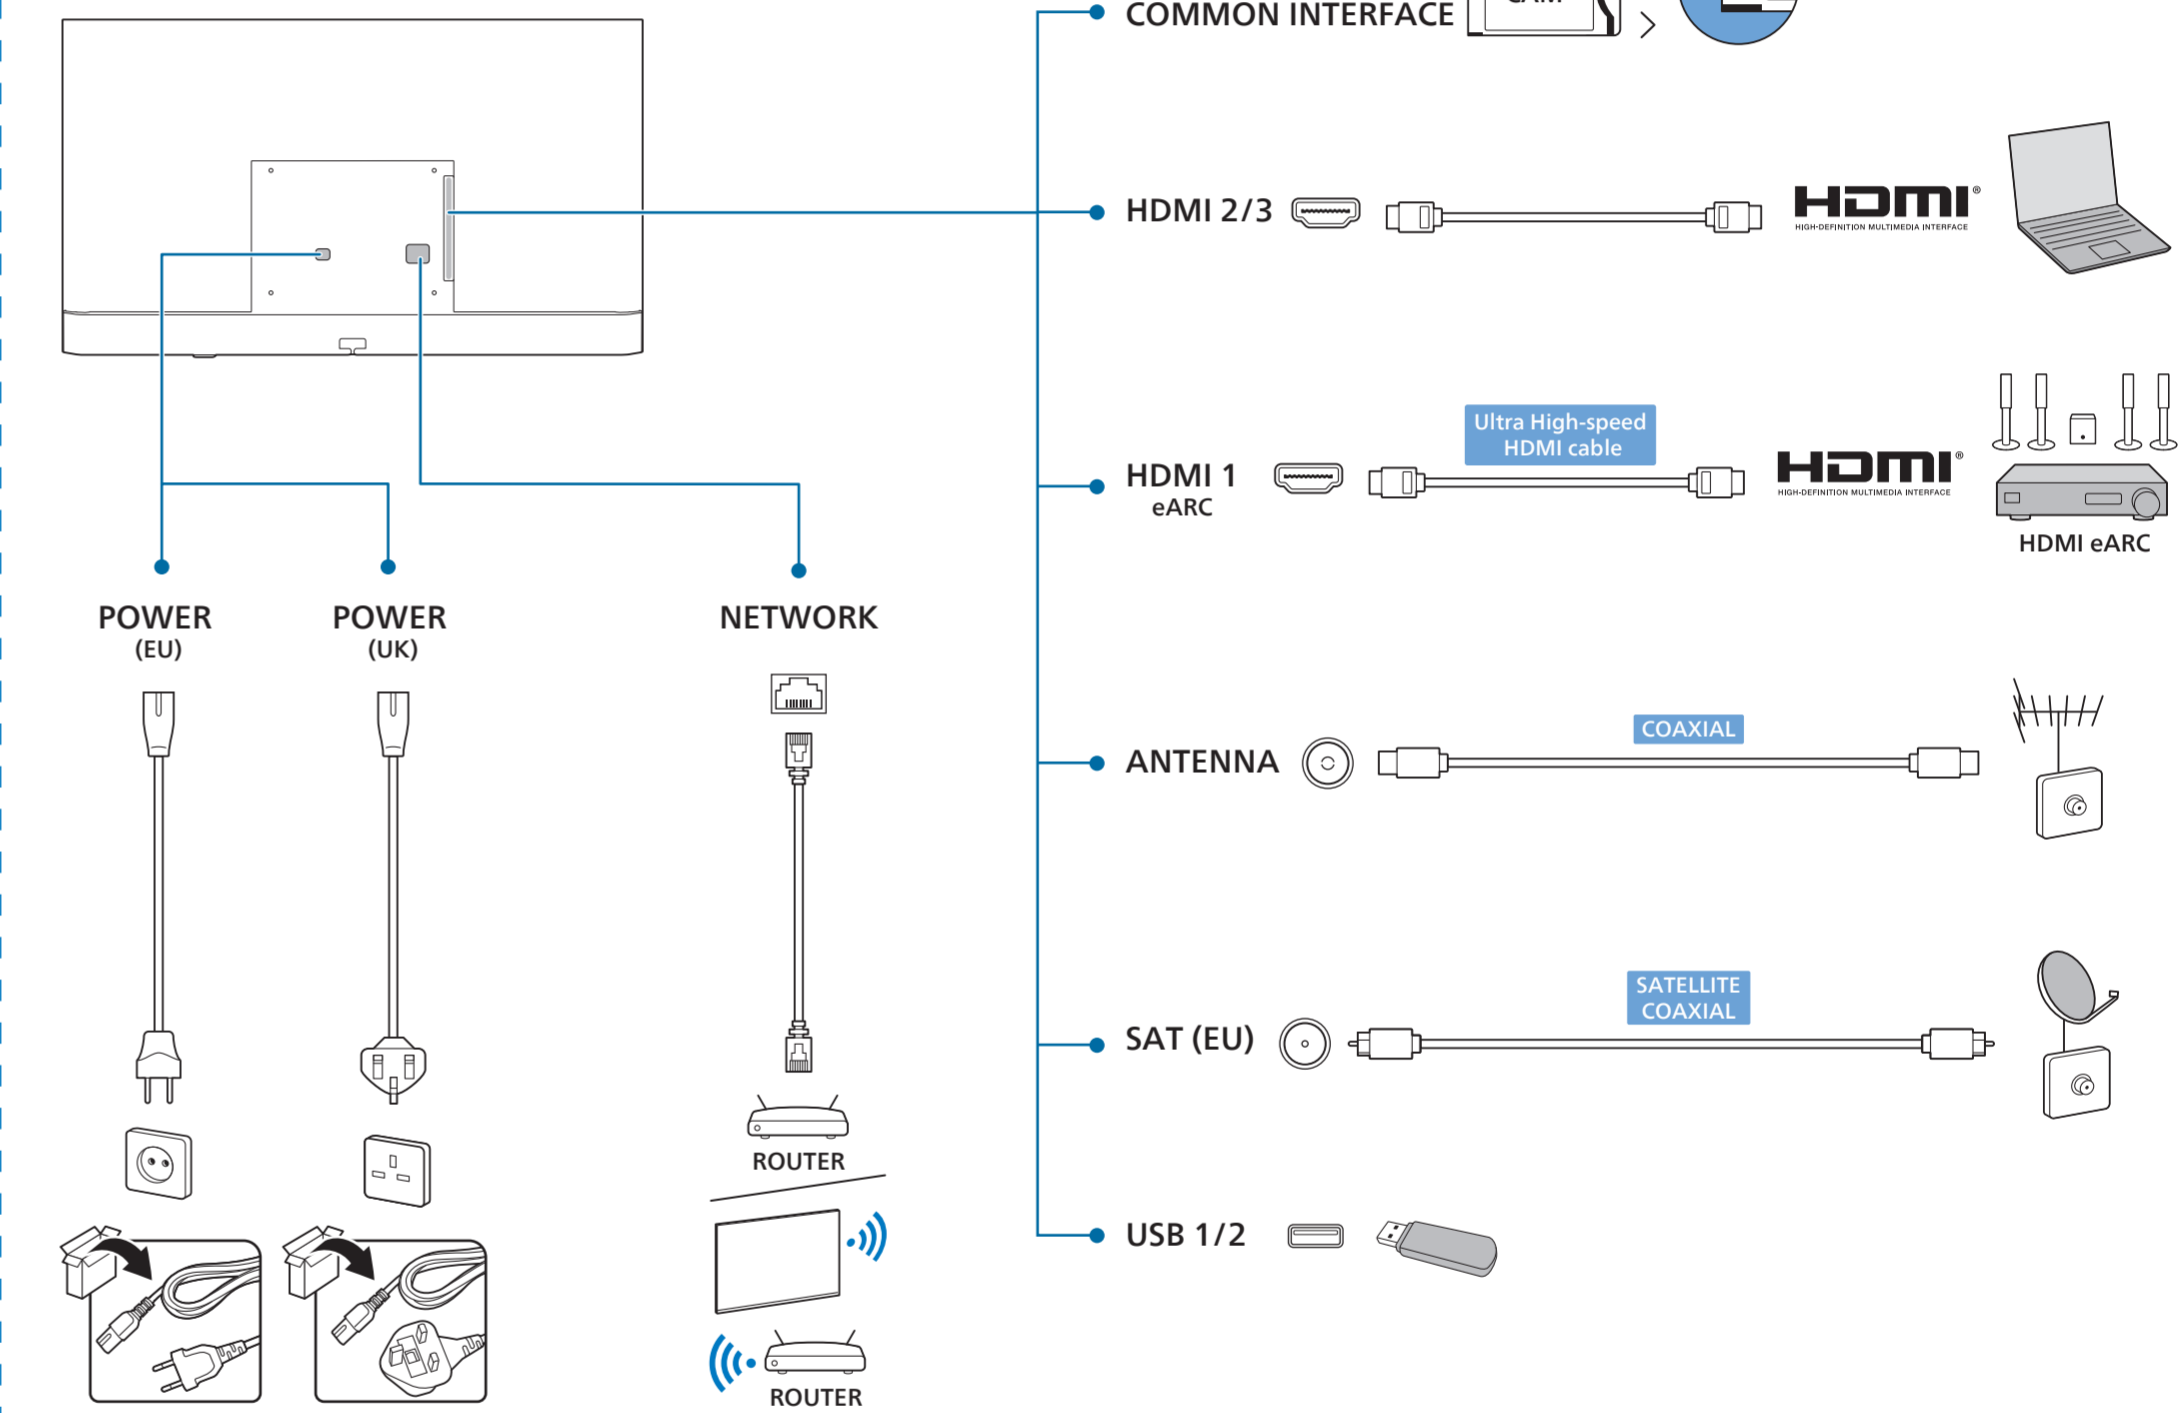 COMMON INTERFACE
CAM
HDMI 2/3
HDMI®
HIGH-DEFINITION MULTIMEDIA INTERFACE
Ultra High-speed
HDMI cable
HDMI 1
eARC
HDMI®
HIGH-DEFINITION MULTIMEDIA INTERFACE
HDMI eARC
POWER
(EU)
POWER
(UK)
NETWORK
COAXIAL
ANTENNA
SATELLITE
COAXIAL
SAT (EU)
ROUTER
USB 1/2
ROUTER